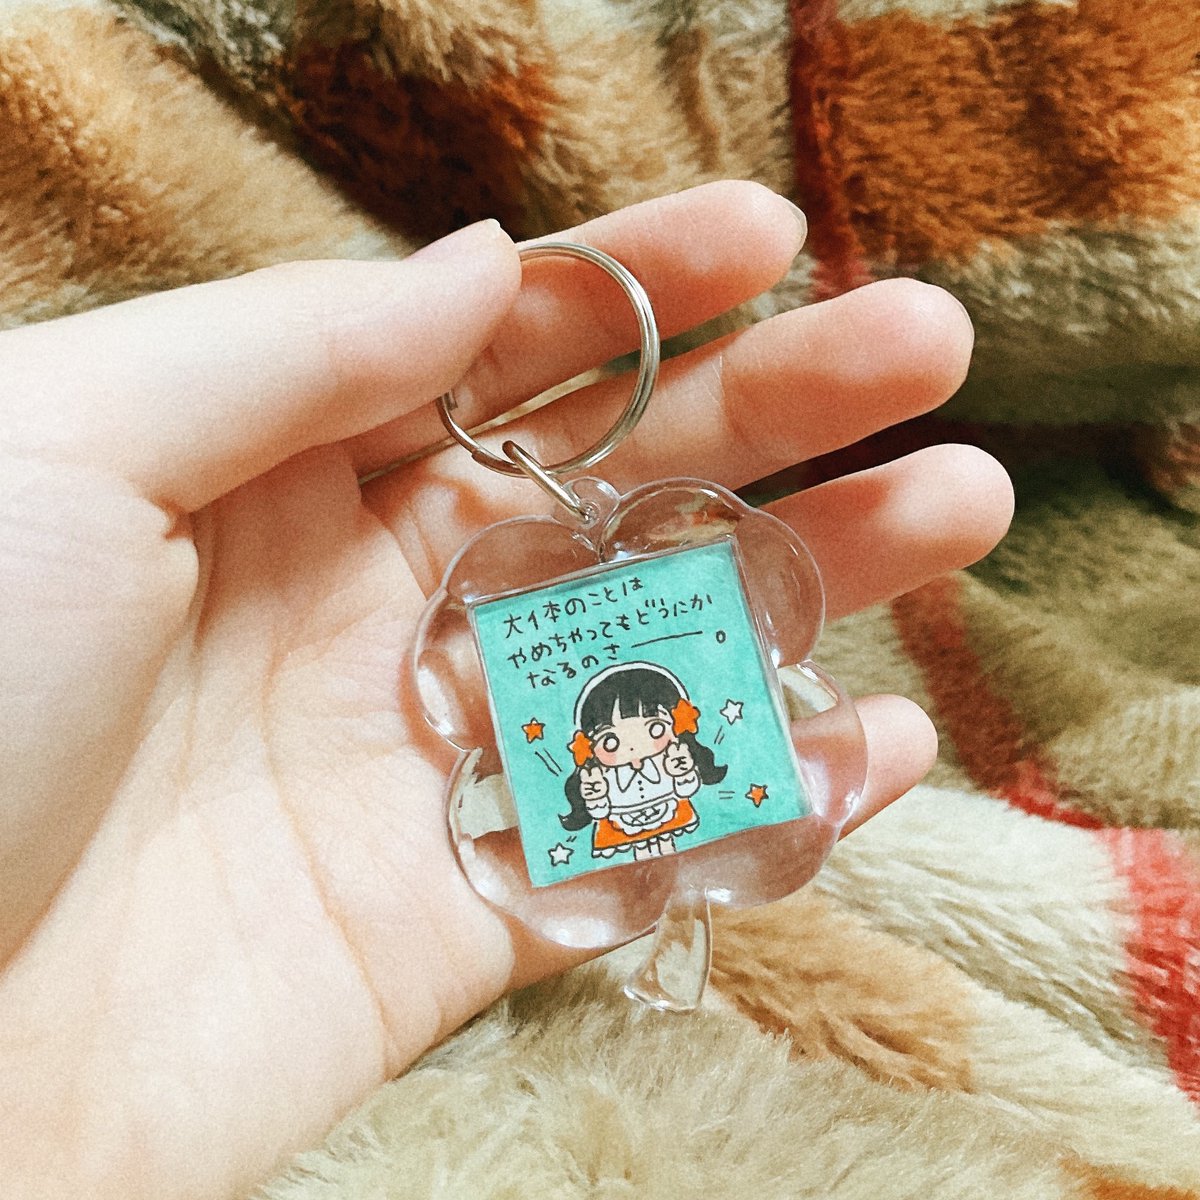 大体のことは
やめちゃってもどうにか
なるのさー。